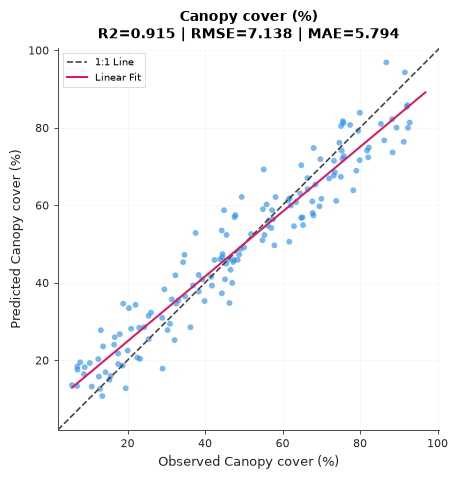 Canopy cover (%)
R2=0.915 | RMSE=7.138 | MAE=5.794
1:1 Line
Linear Fit
100
80
60
40
20
Predicted Canopy cover (%)
20 40 60 80 100
Observed Canopy cover (%)